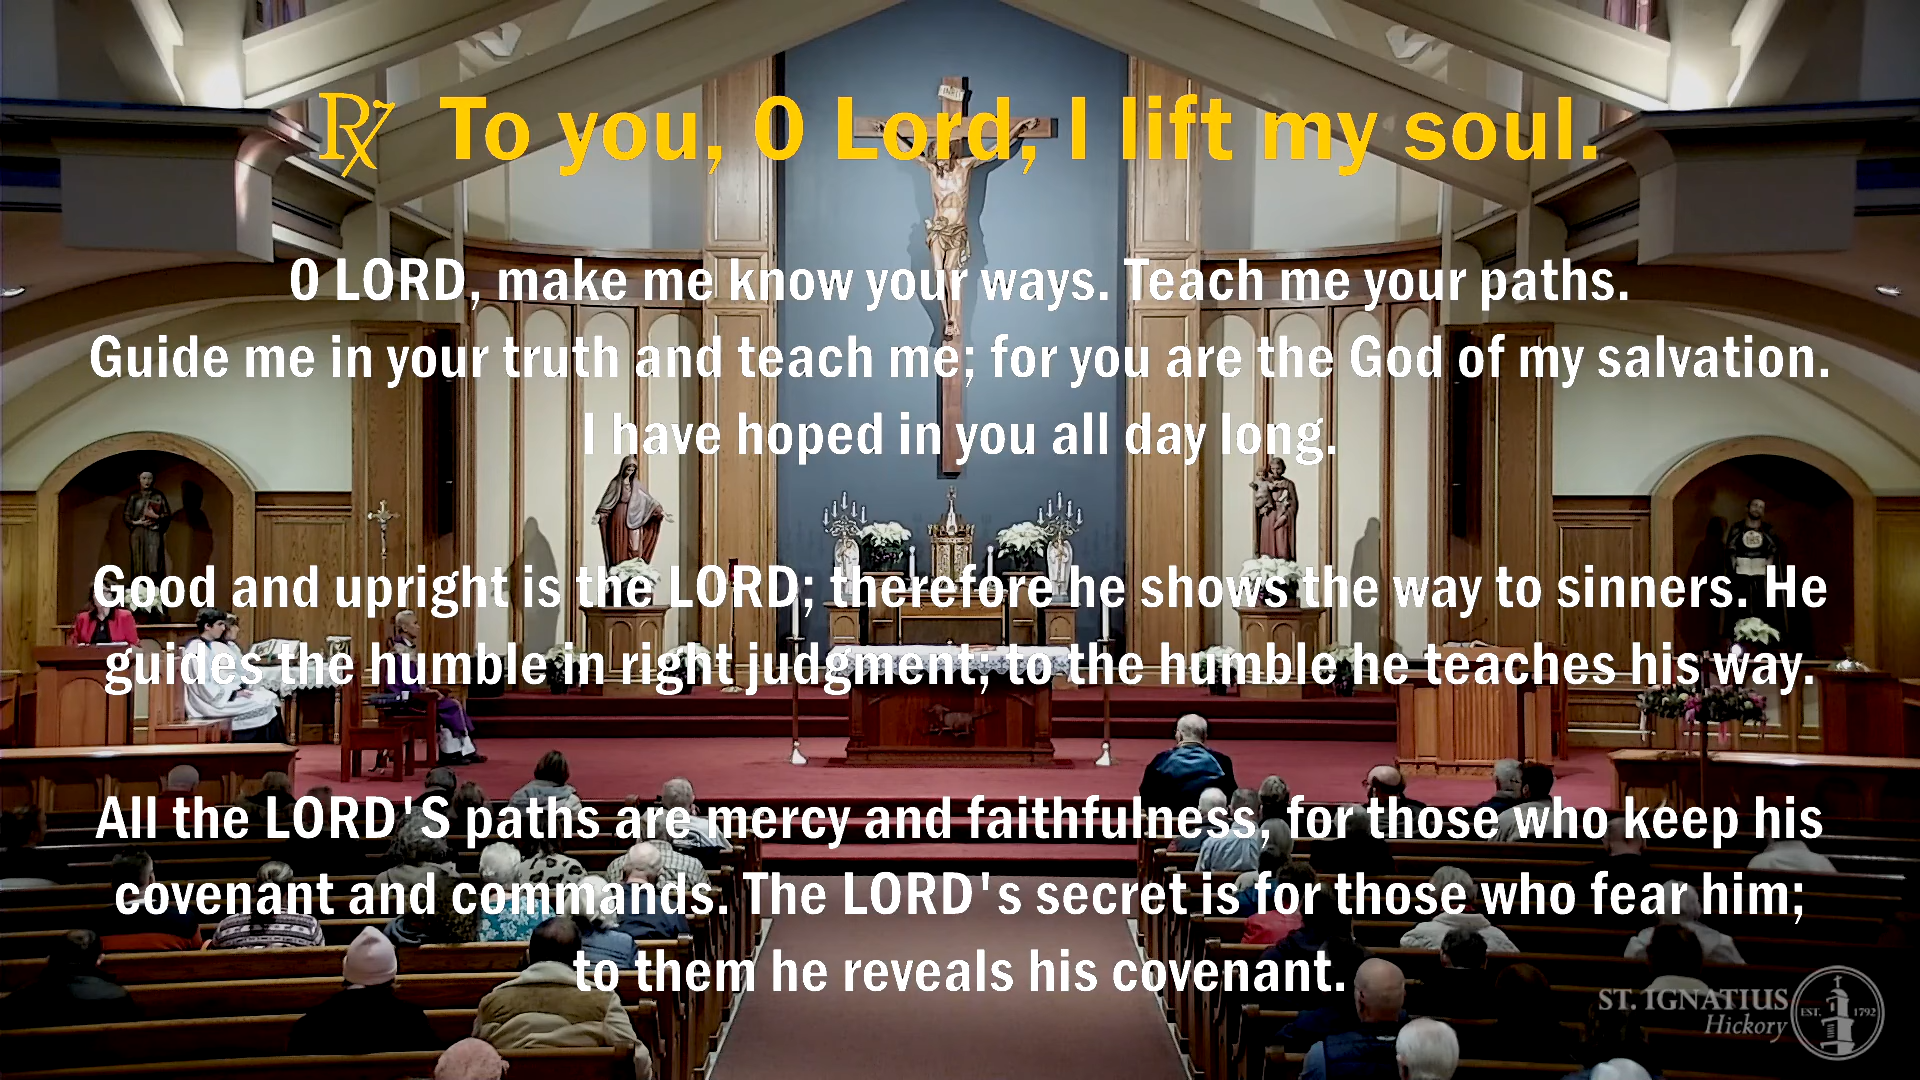 ℟ To you, O Lord, I lift my soul.
O LORD, make me know your ways. Teach me your paths.
Guide me in your truth and teach me; for you are the God of my salvation.
I have hoped in you all day long.
Good and upright is the LORD; therefore he shows the way to sinners. He
guides the humble in right judgment; to the humble he teaches his way.
All the LORD'S paths are mercy and faithfulness, for those who keep his
covenant and commands. The LORD's secret is for those who fear him;
to them he reveals his covenant.
ST. IGNATIUS
Hickory
EST. 1792